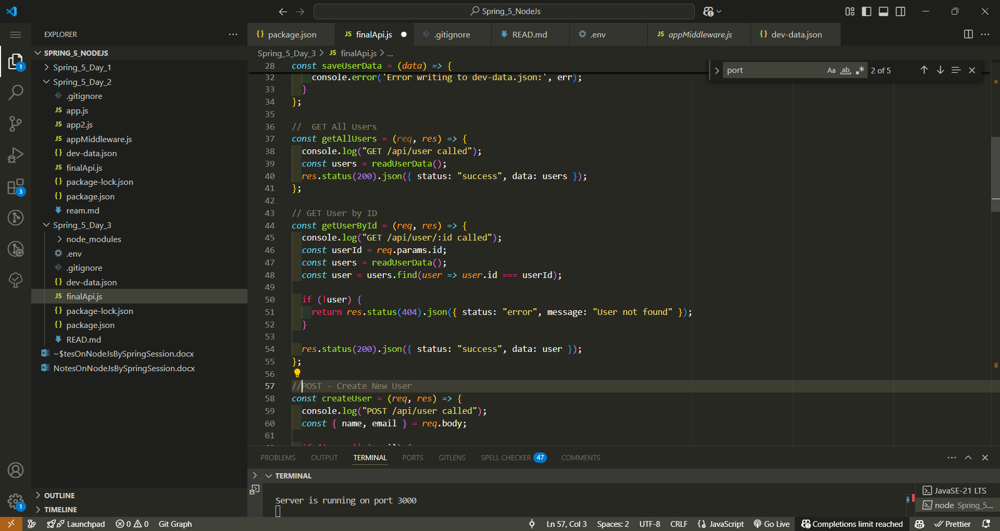 Spring_5_NodeJs
EXPLORER
SPRING_5_NODEJS
Spring_5_Day_1
Spring_5_Day_2
.gitignore
JS app.js
JS app2.js
JS appMiddleware.js
{} dev-data.json
JS finalApi.js
{} package-lock.json
{} package.json
ream.md
Spring_5_Day_3
node_modules
.env
.gitignore
{} dev-data.json
JS finalApi.js
{} package-lock.json
{} package.json
READ.md
~$tesOnNodeJsBySpringSession.docx
NotesOnNodeJsBySpringSession.docx
OUTLINE
TIMELINE
1
3
1
{} package.json JS finalApi.js .gitignore READ.md .env JS appMiddleware.js {} dev-data.json
Spring_5_Day_3 > JS finalApi.js > ...
port Aa ab 2 of 5
28 const saveUserData = (data) => {
32 console.error('Error writing to dev-data.json:', err);
33 }
34 };
35
36 //  GET All Users
37 const getAllUsers = (req, res) => {
38 console.log("GET /api/user called");
39 const users = readUserData();
40 res.status(200).json({ status: "success", data: users });
41 };
42
43 // GET User by ID
44 const getUserById = (req, res) => {
45 console.log("GET /api/user/:id called");
46 const userId = req.params.id;
47 const users = readUserData();
48 const user = users.find(user => user.id === userId);
49
50 if (!user) {
51 return res.status(404).json({ status: "error", message: "User not found" });
52 }
53
54 res.status(200).json({ status: "success", data: user });
55 };
56
57 //POST - Create New User
58 const createUser = (req, res) => {
59 console.log("POST /api/user called");
60 const { name, email } = req.body;
61
PROBLEMS OUTPUT TERMINAL PORTS GITLENS SPELL CHECKER 47 COMMENTS
TERMINAL
Server is running on port 3000
JavaSE-21 LTS
node Spring_5...
Launchpad 0 0 Git Graph Ln 57, Col 3 Spaces: 2 UTF-8 CRLF {} JavaScript Go Live Completions limit reached Prettier